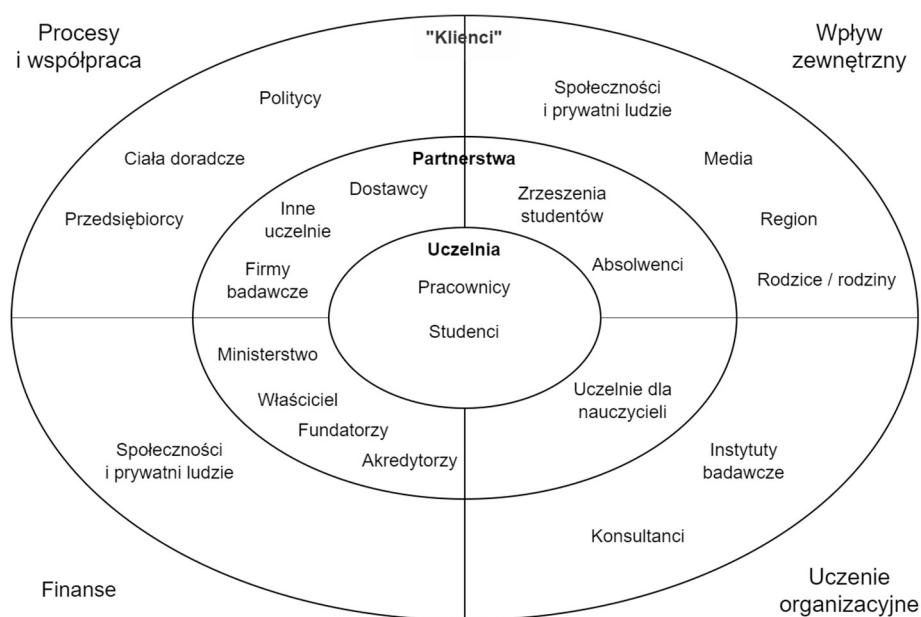 Procesy
i współpraca
"Klienci"
Wpływ
zewnętrzny
Politycy
Społeczności
i prywatni ludzie
Ciała doradcze
Partnerstwa
Media
Dostawcy
Zrzeszenia
studentów
Przedsiębiorcy
Inne
uczelnie
Region
Uczelnia
Firmy
badawcze
Absolwenci
Rodzice / rodziny
Pracownicy
Studenci
Ministerstwo
Właściciel
Uczelnie dla
nauczycieli
Fundatorzy
Społeczności
i prywatni ludzie
Akredytorzy
Instytuty
badawcze
Konsultanci
Finanse
Uczenie
organizacyjne